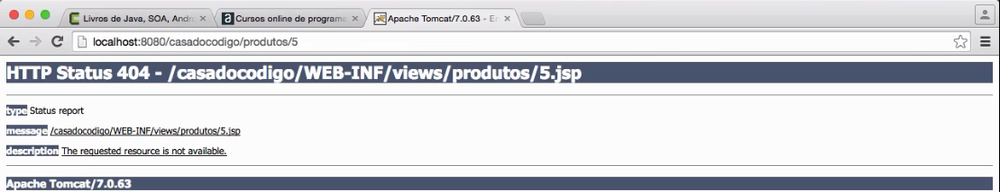 Livros de Java, SOA, Andro
Cursos online de programa
Apache Tomcat/7.0.63 - Err
localhost:8080/casadocodigo/produtos/5
HTTP Status 404 - /casadocodigo/WEB-INF/views/produtos/5.jsp
type Status report
message /casadocodigo/WEB-INF/views/produtos/5.jsp
description The requested resource is not available.
Apache Tomcat/7.0.63